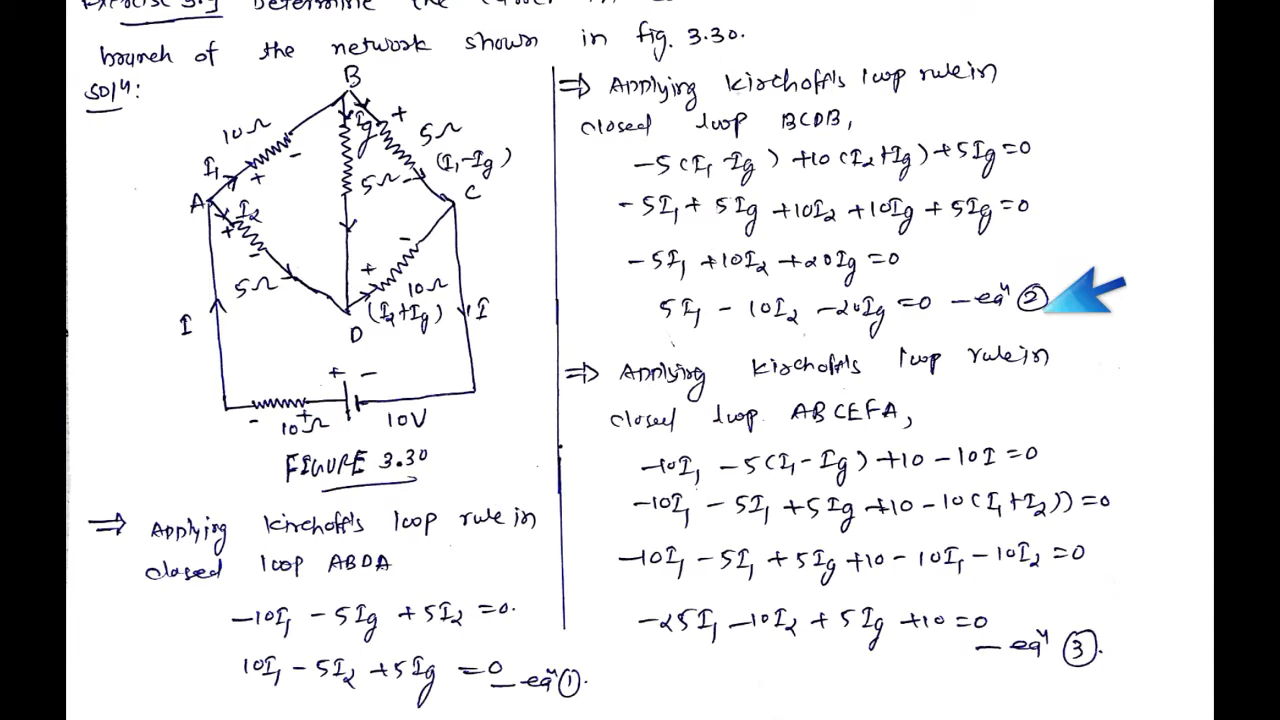 Determine the
branch of the network shown in fig. 3.30.
Solⁿ:
B
10Ω
I₁
+
-
Ig
+
5Ω
(I₁-Ig)
5Ω
-
C
A
I₂
+
-
5Ω
+
-
10Ω
(I₂+Ig)
D
I
I
+ -
- +
10Ω
10V
FIGURE 3.30
⇒ Applying Kirchoff's loop rule in
closed loop ABDA
-10I₁ - 5Ig + 5I₂ = 0.
10I₁ - 5I₂ + 5Ig = 0 — eqⁿ ①.
⇒ Applying Kirchoff's loop rule in
closed loop BCDB,
-5(I₁-Ig) + 10(I₂+Ig) + 5Ig = 0
-5I₁ + 5Ig + 10I₂ + 10Ig + 5Ig = 0
-5I₁ + 10I₂ + 20Ig = 0
5I₁ - 10I₂ - 20Ig = 0 — eqⁿ ②
⇒ Applying Kirchoff's loop rule in
closed loop ABCEFA,
-10I₁ - 5(I₁-Ig) + 10 - 10I = 0
-10I₁ - 5I₁ + 5Ig + 10 - 10(I₁+I₂)) = 0
-10I₁ - 5I₁ + 5Ig + 10 - 10I₁ - 10I₂ = 0
-25I₁ - 10I₂ + 5Ig + 10 = 0
— eqⁿ ③.